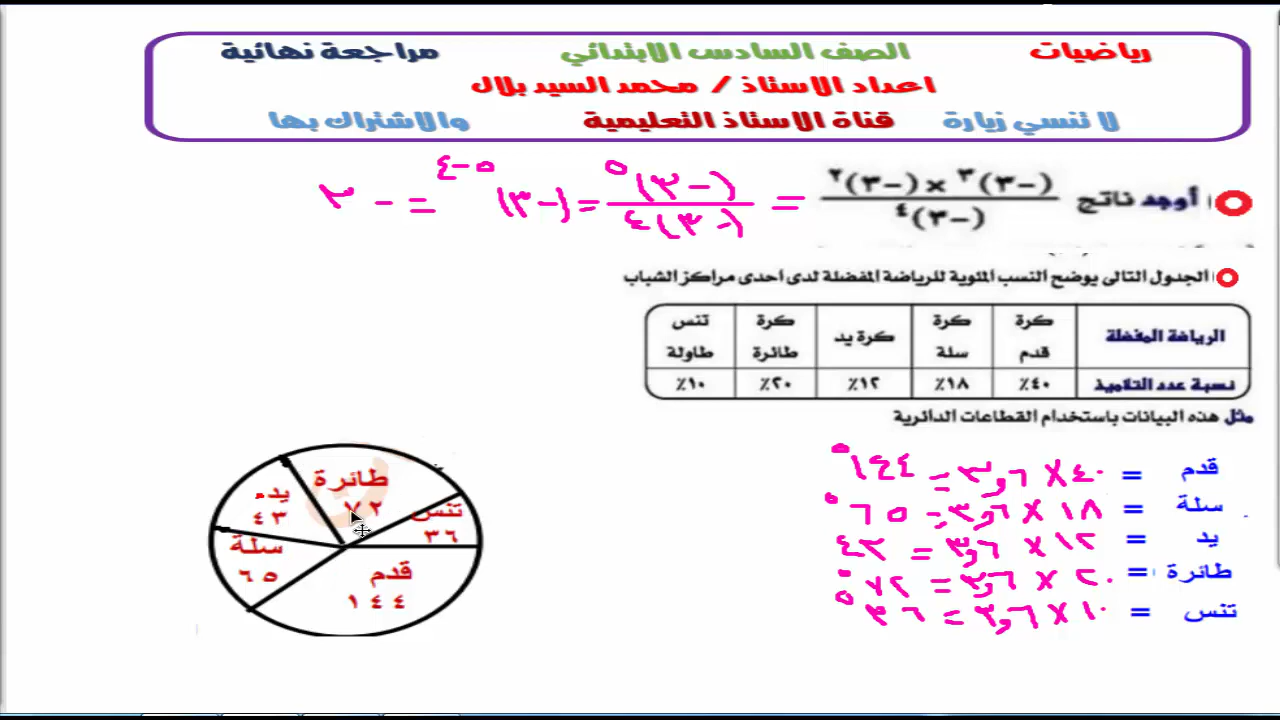 رياضيات الصف السادس الابتدائي مراجعة نهائية
اعداد الاستاذ / محمد السيد بلال
لا تنسي زيارة قناة الاستاذ التعليمية والاشتراك بها
أوجد ناتج (-٣)^٣ × (-٣)^٢ / (-٣)^٤ = (-٣)^٥ / (-٣)^٤ = (-٣)^٥-٤ = -٣
الجدول التالى يوضح النسب المئوية للرياضة المفضلة لدى احدى مراكز الشباب
الرياضة المفضلة كرة قدم كرة سلة كرة يد كرة طائرة تنس طاولة
نسبة عدد التلاميذ ٤٠٪ ١٨٪ ١٢٪ ٢٠٪ ١٠٪
مثل هذه البيانات باستخدام القطاعات الدائرية
قدم = ٤٠ × ٣,٦ = ١٤٤°
سلة = ١٨ × ٣,٦ = ٦٥°
يد = ١٢ × ٣,٦ = ٤٣
طائرة = ٢٠ × ٣,٦ = ٧٢°
تنس = ١٠ × ٣,٦ = ٣٦°
طائرة
٧٢
يد
٤٣
تنس
٣٦
سلة
٦٥
قدم
١٤٤